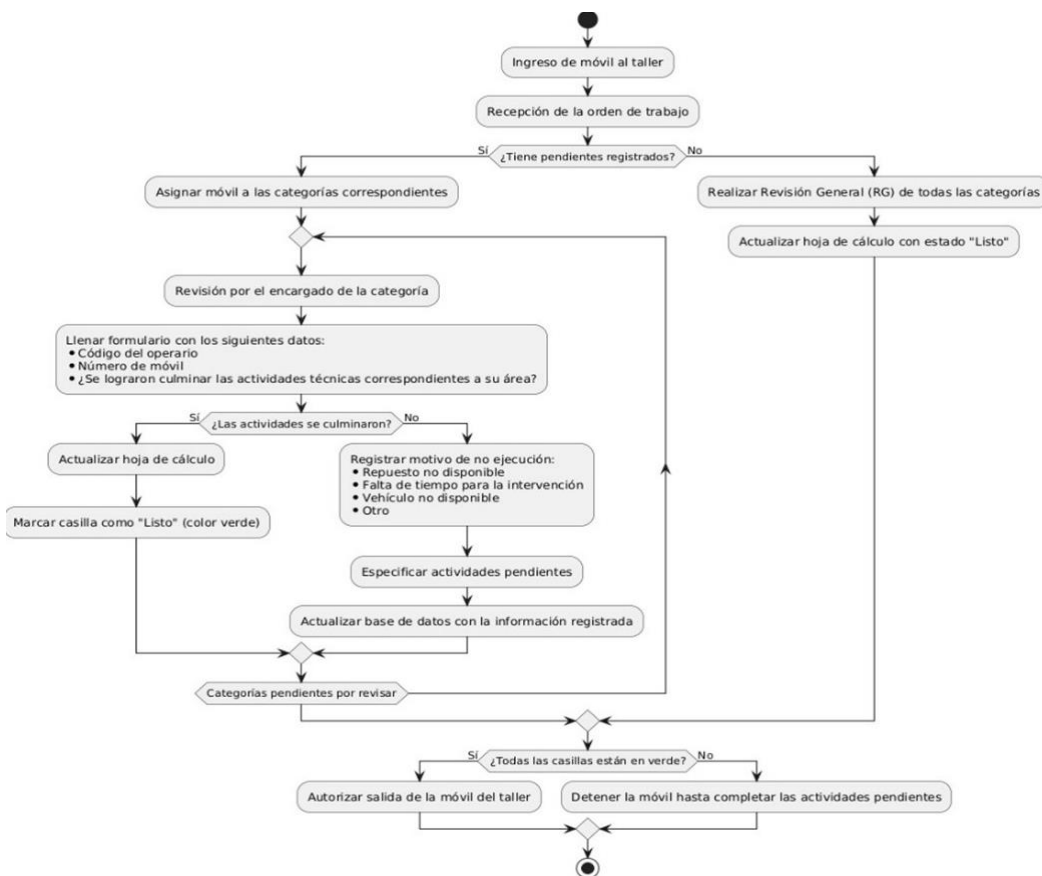 Ingreso de móvil al taller
Recepción de la orden de trabajo
Sí
¿Tiene pendientes registrados?
No
Asignar móvil a las categorías correspondientes
Realizar Revisión General (RG) de todas las categorías
Actualizar hoja de cálculo con estado "Listo"
Revisión por el encargado de la categoría
Llenar formulario con los siguientes datos:
• Código del operario
• Número de móvil
• ¿Se lograron culminar las actividades técnicas correspondientes a su área?
Sí
¿Las actividades se culminaron?
No
Actualizar hoja de cálculo
Marcar casilla como "Listo" (color verde)
Registrar motivo de no ejecución:
• Repuesto no disponible
• Falta de tiempo para la intervención
• Vehículo no disponible
• Otro
Especificar actividades pendientes
Actualizar base de datos con la información registrada
Categorías pendientes por revisar
Sí
¿Todas las casillas están en verde?
No
Autorizar salida de la móvil del taller
Detener la móvil hasta completar las actividades pendientes